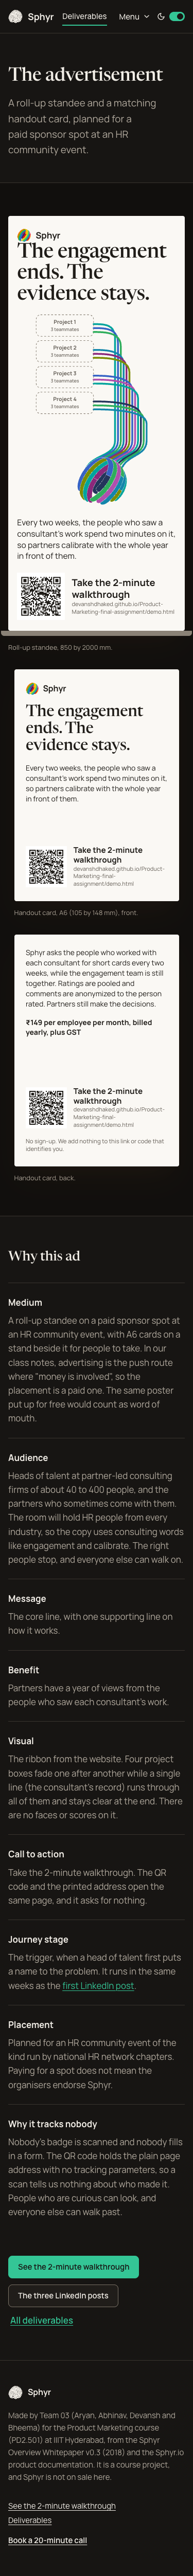 Sphyr
Deliverables
Menu
The advertisement
A roll-up standee and a matching
handout card, planned for a
paid sponsor spot at an HR
community event.
Sphyr
The engagement
ends. The
evidence stays.
Project 1
3 teammates
Project 2
3 teammates
Project 3
3 teammates
Project 4
3 teammates
Every two weeks, the people who saw a
consultant's work spend two minutes on it,
so partners calibrate with the whole year
in front of them.
Take the 2-minute
walkthrough
devanshdhaked.github.io/Product-
Marketing-final-assignment/demo.html
Roll-up standee, 850 by 2000 mm.
Sphyr
The engagement
ends. The
evidence stays.
Every two weeks, the people who saw a
consultant's work spend two minutes on it,
so partners calibrate with the whole year
in front of them.
Take the 2-minute
walkthrough
devanshdhaked.github.io/Product-
Marketing-final-
assignment/demo.html
Handout card, A6 (105 by 148 mm), front.
Sphyr asks the people who worked with
each consultant for short cards every two
weeks, while the engagement team is still
together. Ratings are pooled and
comments are anonymized to the person
rated. Partners still make the decisions.
₹149 per employee per month, billed
yearly, plus GST
Take the 2-minute
walkthrough
devanshdhaked.github.io/Product-
Marketing-final-
assignment/demo.html
No sign-up. We add nothing to this link or code that
identifies you.
Handout card, back.
Why this ad
Medium
A roll-up standee on a paid sponsor spot at
an HR community event, with A6 cards on a
stand beside it for people to take. In our
class notes, advertising is the push route
where "money is involved", so the
placement is a paid one. The same poster
put up for free would count as word of
mouth.
Audience
Heads of talent at partner-led consulting
firms of about 40 to 400 people, and the
partners who sometimes come with them.
The room will hold HR people from every
industry, so the copy uses consulting words
like engagement and calibrate. The right
people stop, and everyone else can walk on.
Message
The core line, with one supporting line on
how it works.
Benefit
Partners have a year of views from the
people who saw each consultant's work.
Visual
The ribbon from the website. Four project
boxes fade one after another while a single
line (the consultant's record) runs through
all of them and stays clear at the end. There
are no faces or scores on it.
Call to action
Take the 2-minute walkthrough. The QR
code and the printed address open the
same page, and it asks for nothing.
Journey stage
The trigger, when a head of talent first puts
a name to the problem. It runs in the same
weeks as the first LinkedIn post.
Placement
Planned for an HR community event of the
kind run by national HR network chapters.
Paying for a spot does not mean the
organisers endorse Sphyr.
Why it tracks nobody
Nobody's badge is scanned and nobody fills
in a form. The QR code holds the plain page
address with no tracking parameters, so a
scan tells us nothing about who made it.
People who are curious can look, and
everyone else can walk past.
See the 2-minute walkthrough
The three LinkedIn posts
All deliverables
Sphyr
Made by Team 03 (Aryan, Abhinav, Devansh and
Bheema) for the Product Marketing course
(PD2.501) at IIIT Hyderabad, from the Sphyr
Overview Whitepaper v0.3 (2018) and the Sphyr.io
product documentation. It is a course project,
and Sphyr is not on sale here.
See the 2-minute walkthrough
Deliverables
Book a 20-minute call